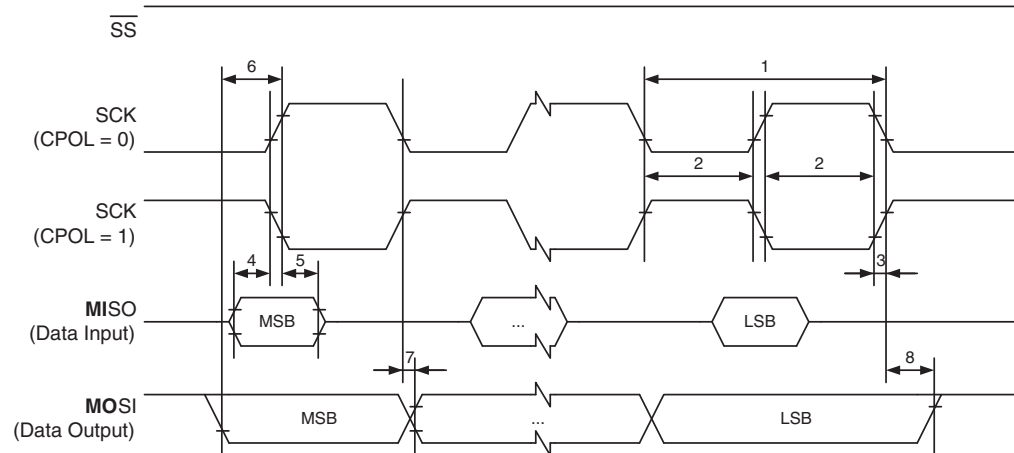 SS
6
1
SCK
(CPOL = 0)
2
2
SCK
(CPOL = 1)
4
5
3
MISO
(Data Input)
MSB
...
LSB
7
8
MOSI
(Data Output)
MSB
...
LSB